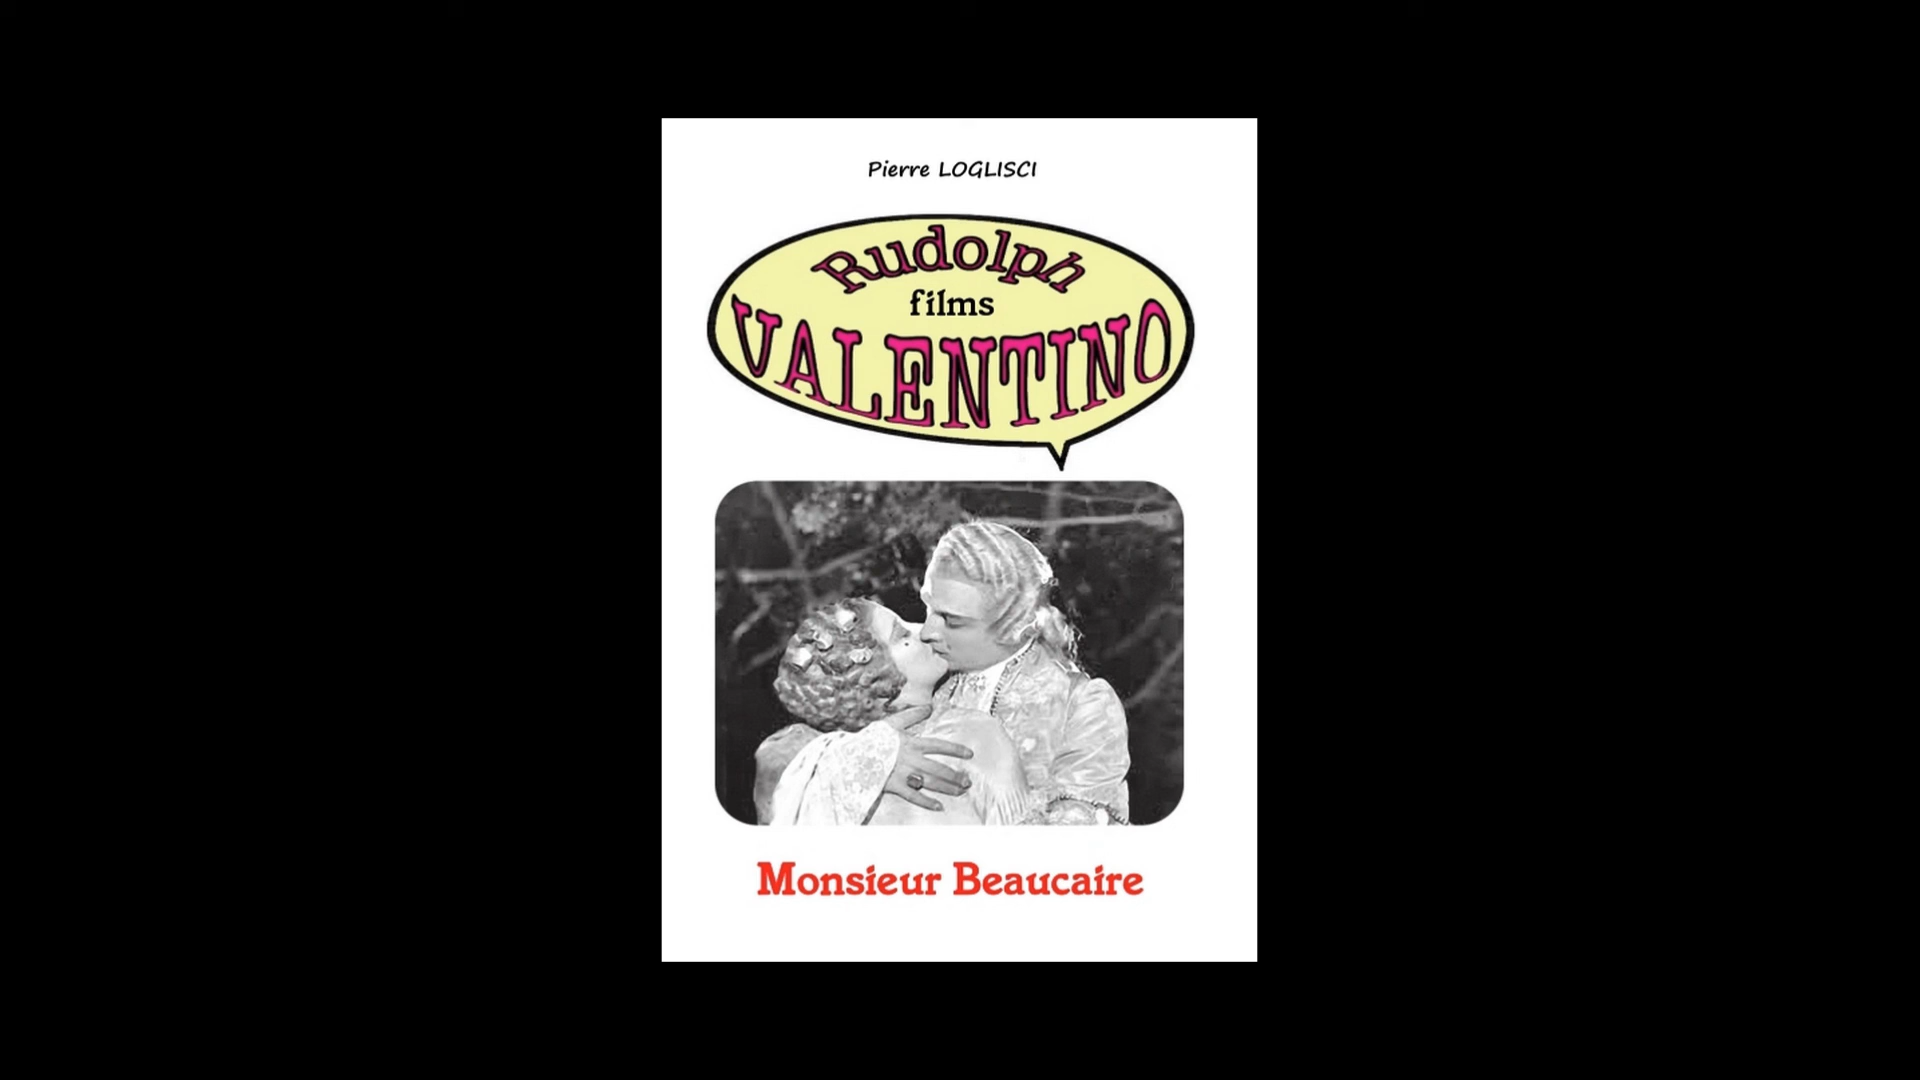 Pierre LOGLISCI
Rudolph
films
VALENTINO
Monsieur Beaucaire